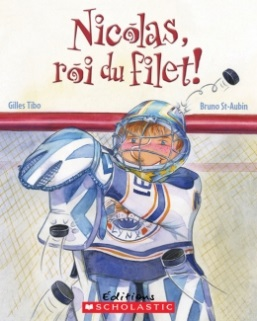 Nicolas,
roi du filet!
Gilles Tibo
Bruno St-Aubin
Éditions
SCHOLASTIC